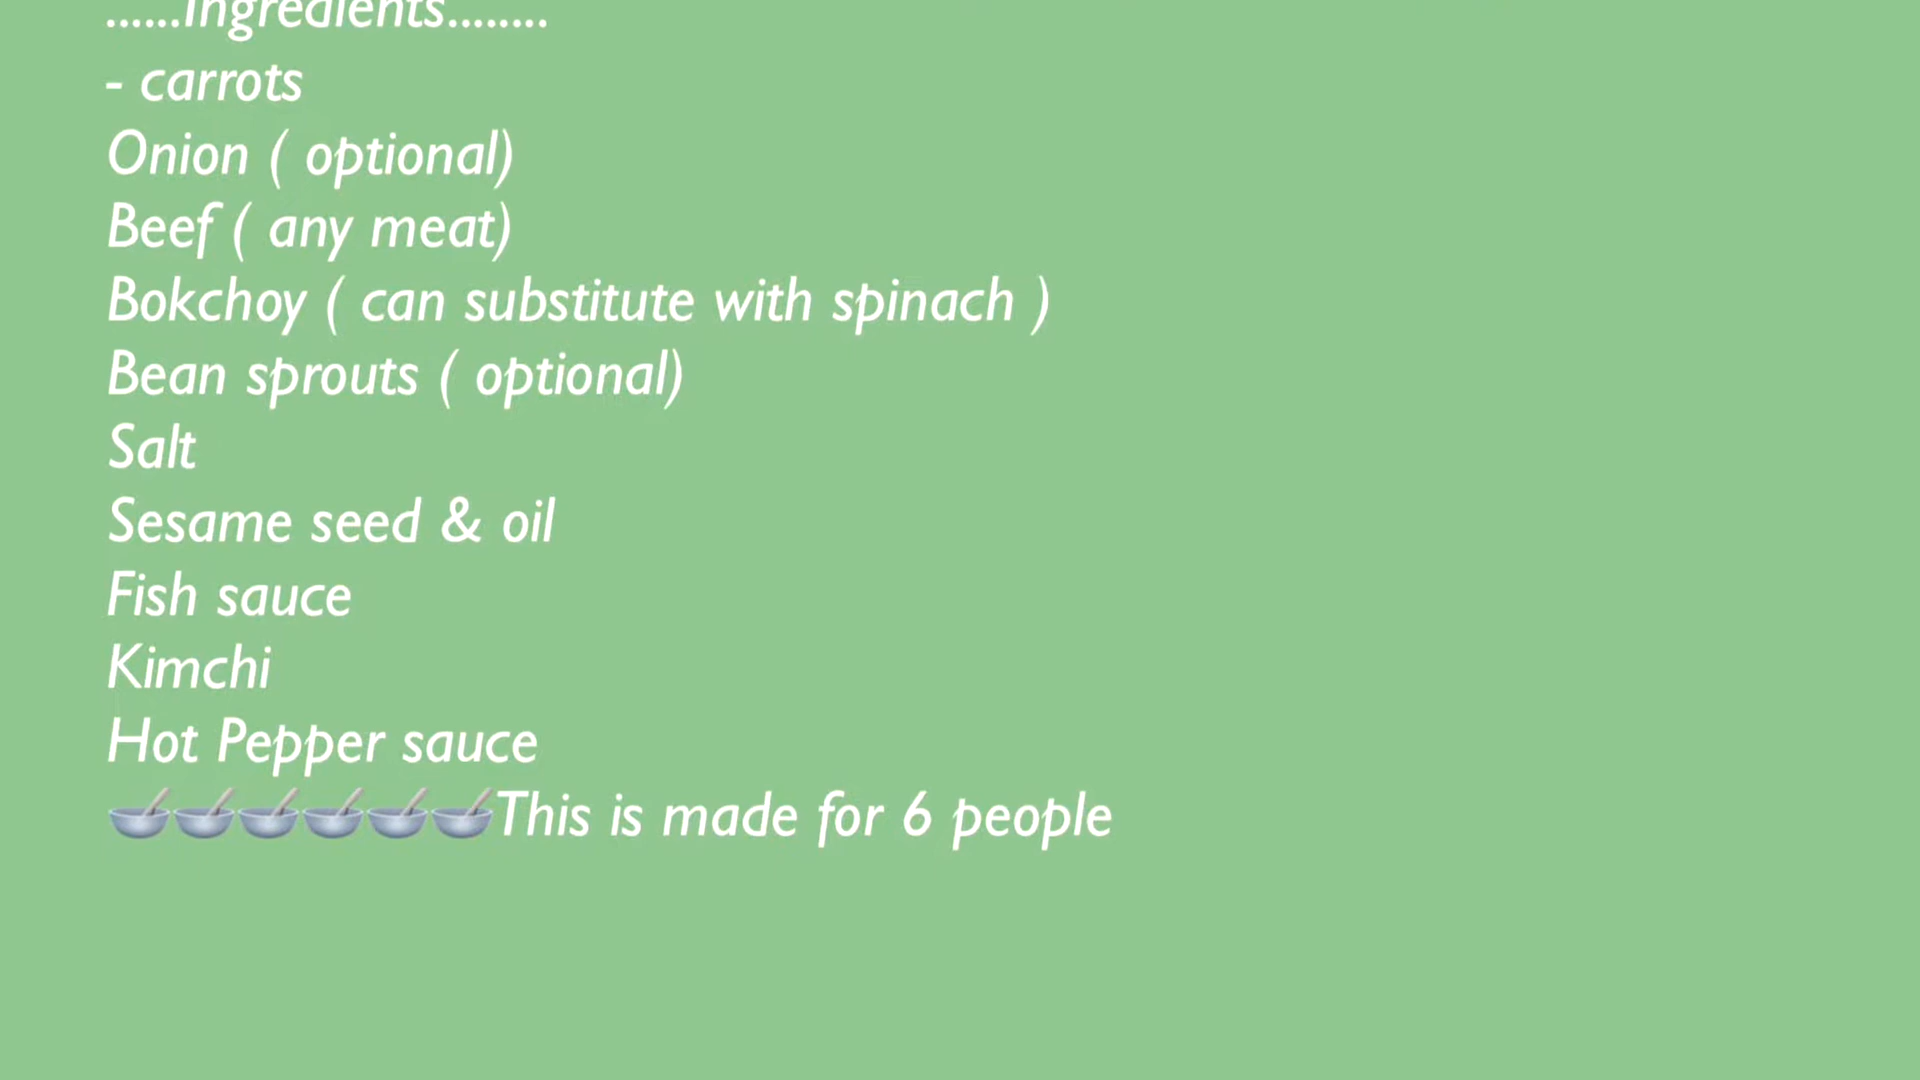 ......Ingredients........
- carrots
Onion ( optional)
Beef ( any meat)
Bokchoy ( can substitute with spinach )
Bean sprouts ( optional)
Salt
Sesame seed & oil
Fish sauce
Kimchi
Hot Pepper sauce
🥣🥣🥣🥣🥣🥣This is made for 6 people